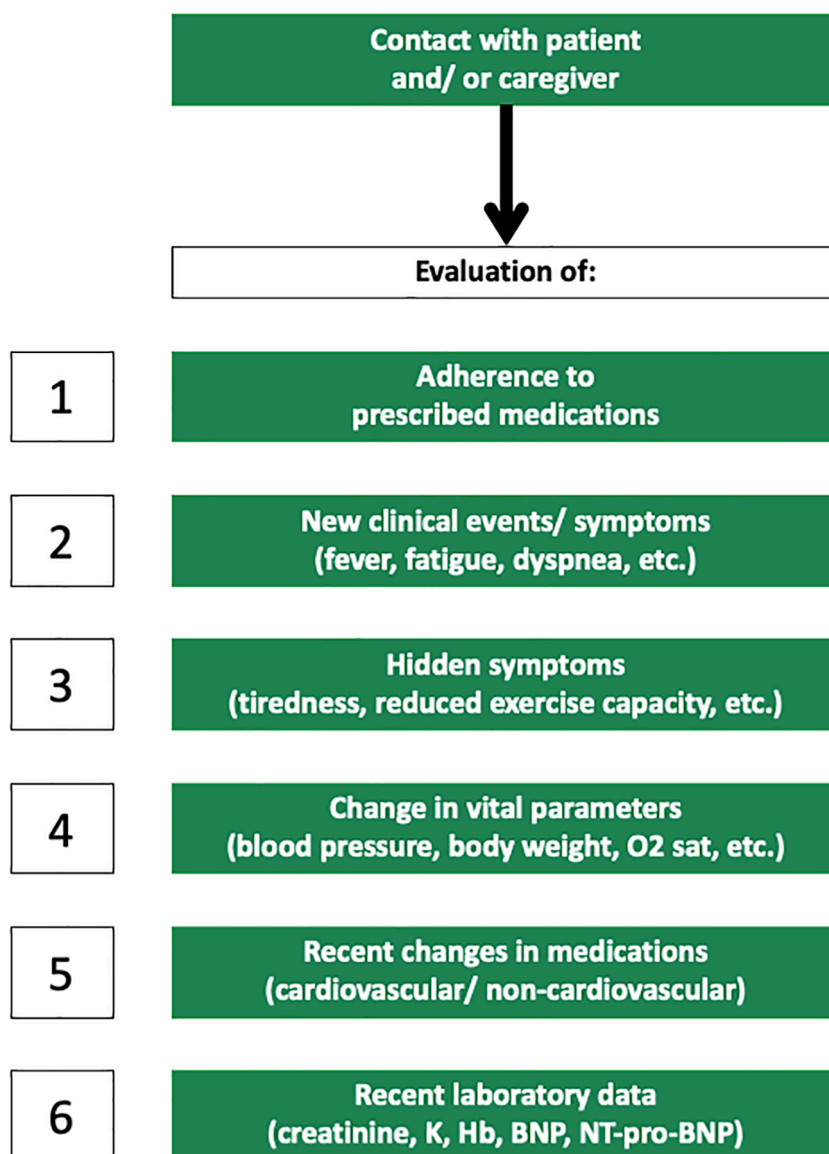 Contact with patient
and/ or caregiver
Evaluation of:
1
Adherence to
prescribed medications
2
New clinical events/ symptoms
(fever, fatigue, dyspnea, etc.)
3
Hidden symptoms
(tiredness, reduced exercise capacity, etc.)
4
Change in vital parameters
(blood pressure, body weight, O2 sat, etc.)
5
Recent changes in medications
(cardiovascular/ non-cardiovascular)
6
Recent laboratory data
(creatinine, K, Hb, BNP, NT-pro-BNP)